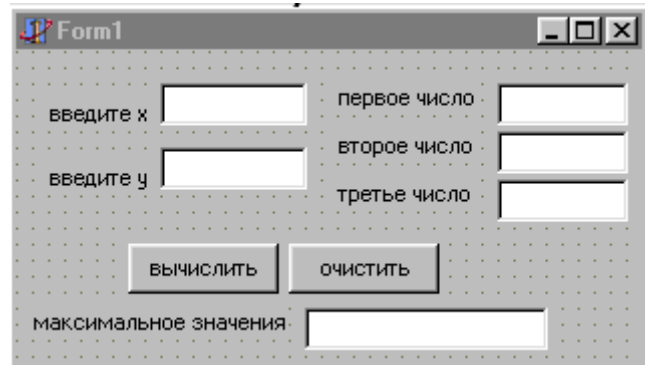 Form1
введите x
введите y
первое число
второе число
третье число
вычислить
очистить
максимальное значения